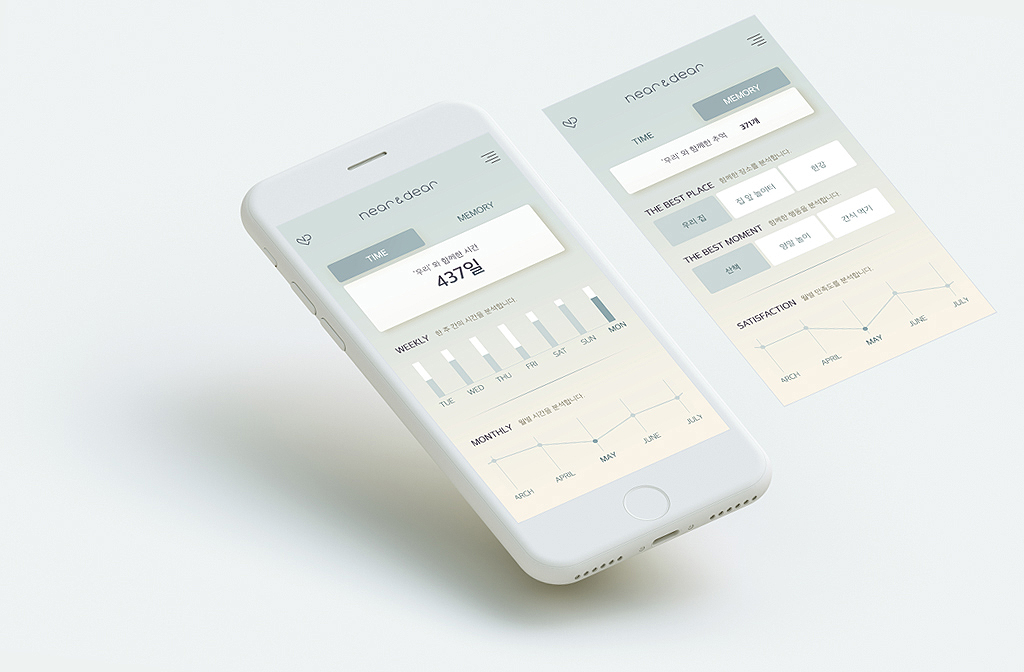 near&dear
TIME
MEMORY
'우리' 와 함께한 시간
437일
WEEKLY 한 주 간의 시간을 분석합니다.
TUE WED THU FRI SAT SUN MON
MONTHLY 월별 시간을 분석합니다.
ARCH APRIL MAY JUNE JULY
near&dear
TIME
MEMORY
'우리' 와 함께한 추억 371개
THE BEST PLACE 함께한 장소를 분석합니다.
우리 집 집 앞 놀이터 한강
THE BEST MOMENT 함께한 행동을 분석합니다.
산책 양말 놀이 간식 먹기
SATISFACTION 월별 만족도를 분석합니다.
ARCH APRIL MAY JUNE JULY